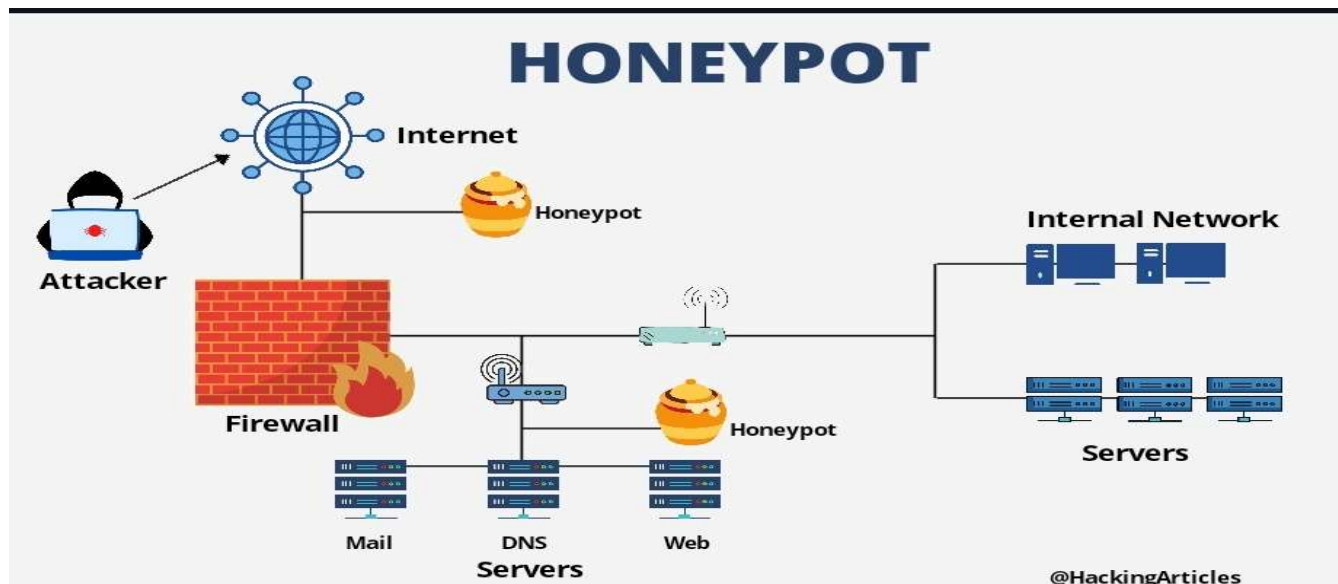 HONEYPOT
Internet
Honeypot
Attacker
Internal Network
Firewall
Honeypot
Servers
Mail
DNS
Web
Servers
@HackingArticles